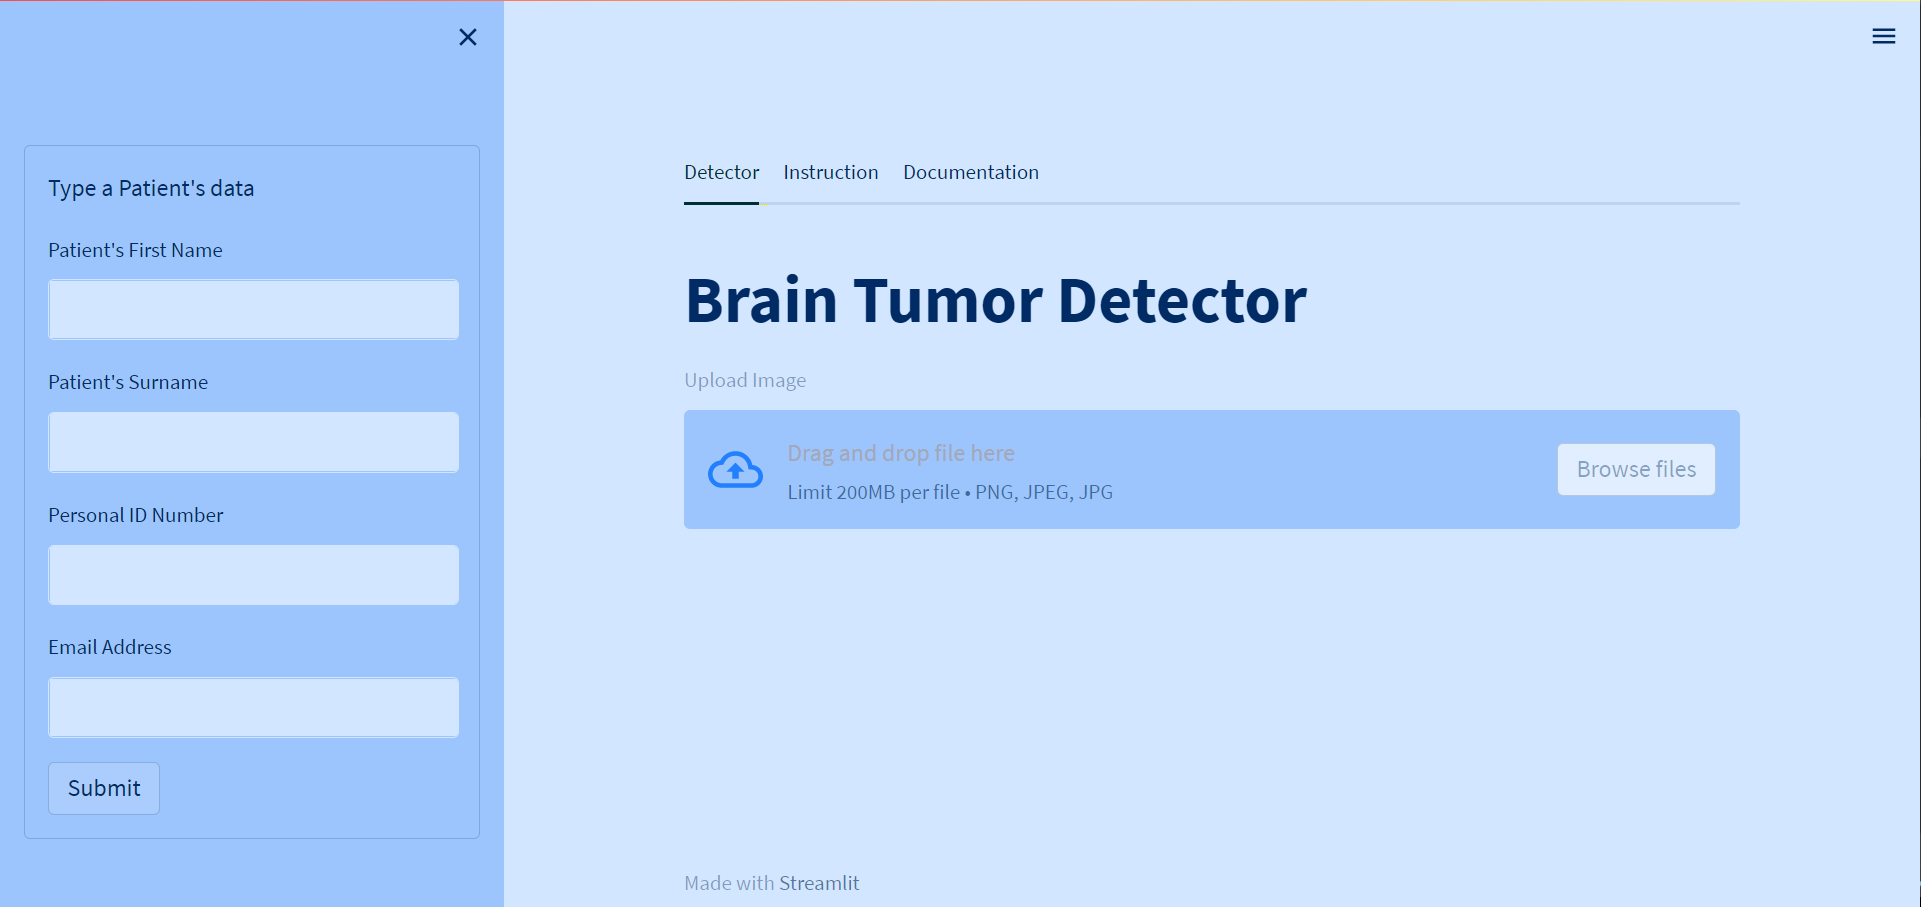 Type a Patient's data
Patient's First Name
Patient's Surname
Personal ID Number
Email Address
Submit
Detector Instruction Documentation
Brain Tumor Detector
Upload Image
Drag and drop file here
Limit 200MB per file • PNG, JPEG, JPG
Browse files
Made with Streamlit